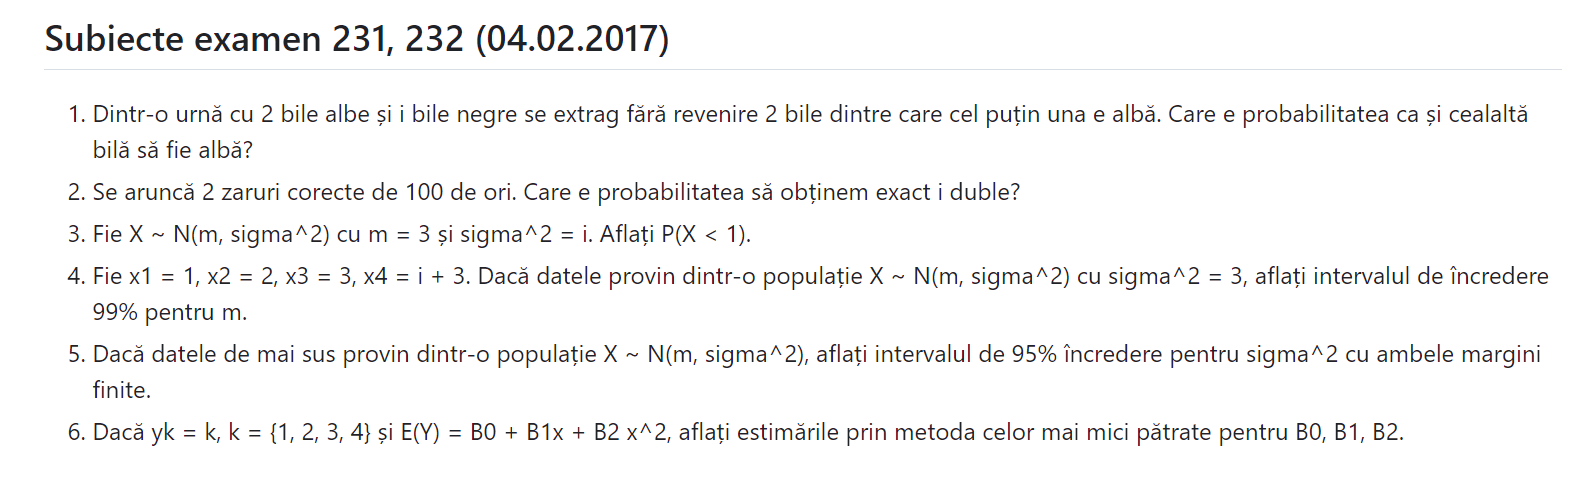 Subiecte examen 231, 232 (04.02.2017)
1. Dintr-o urnă cu 2 bile albe și i bile negre se extrag fără revenire 2 bile dintre care cel puțin una e albă. Care e probabilitatea ca și cealaltă
bilă să fie albă?
2. Se aruncă 2 zaruri corecte de 100 de ori. Care e probabilitatea să obținem exact i duble?
3. Fie X ~ N(m, sigma^2) cu m = 3 și sigma^2 = i. Aflați P(X < 1).
4. Fie x1 = 1, x2 = 2, x3 = 3, x4 = i + 3. Dacă datele provin dintr-o populație X ~ N(m, sigma^2) cu sigma^2 = 3, aflați intervalul de încredere
99% pentru m.
5. Dacă datele de mai sus provin dintr-o populație X ~ N(m, sigma^2), aflați intervalul de 95% încredere pentru sigma^2 cu ambele margini
finite.
6. Dacă yk = k, k = {1, 2, 3, 4} și E(Y) = B0 + B1x + B2 x^2, aflați estimările prin metoda celor mai mici pătrate pentru B0, B1, B2.